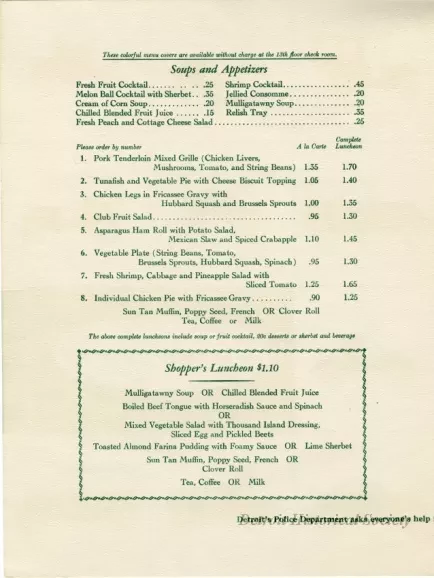 These colorful menu covers are available without charge at the 13th floor check room.
Soups and Appetizers
Fresh Fruit Cocktail........ .. .25 Shrimp Cocktail................. .45
Melon Ball Cocktail with Sherbet.. .35 Jellied Consomme................ .20
Cream of Corn Soup............. .20 Mulligatawny Soup............... .20
Chilled Blended Fruit Juice ...... .15 Relish Tray .................... .35
Fresh Peach and Cottage Cheese Salad .................................. .25
Please order by number A la Carte Complete Luncheon
1. Pork Tenderloin Mixed Grille (Chicken Livers,
Mushrooms, Tomato, and String Beans) 1.35 1.70
2. Tunafish and Vegetable Pie with Cheese Biscuit Topping 1.05 1.40
3. Chicken Legs in Fricassee Gravy with
Hubbard Squash and Brussels Sprouts 1.00 1.35
4. Club Fruit Salad.................................... .95 1.30
5. Asparagus Ham Roll with Potato Salad,
Mexican Slaw and Spiced Crabapple 1.10 1.45
6. Vegetable Plate (String Beans, Tomato,
Brussels Sprouts, Hubbard Squash, Spinach) .95 1.30
7. Fresh Shrimp, Cabbage and Pineapple Salad with
Sliced Tomato 1.25 1.65
8. Individual Chicken Pie with Fricassee Gravy .......... .90 1.25
Sun Tan Muffin, Poppy Seed, French OR Clover Roll
Tea, Coffee or Milk
The above complete luncheons include soup or fruit cocktail, 20c desserts or sherbet and beverage
Shopper's Luncheon $1.10
Mulligatawny Soup OR Chilled Blended Fruit Juice
Boiled Beef Tongue with Horseradish Sauce and Spinach
OR
Mixed Vegetable Salad with Thousand Island Dressing,
Sliced Egg and Pickled Beets
Toasted Almond Farina Pudding with Foamy Sauce OR Lime Sherbet
Sun Tan Muffin, Poppy Seed, French OR
Clover Roll
Tea, Coffee OR Milk
Detroit's Police Department asks everyone's help
Detroit Historical Society